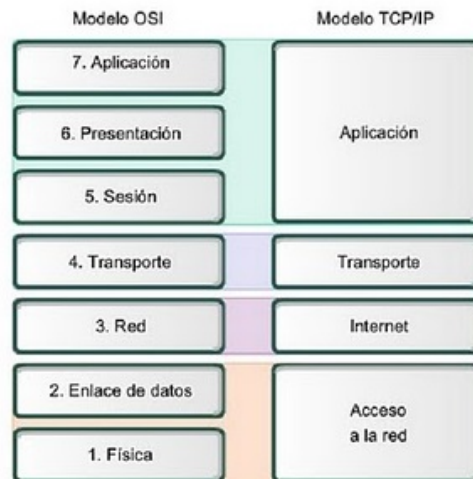 Modelo OSI
Modelo TCP/IP
7. Aplicación
6. Presentación
5. Sesión
Aplicación
4. Transporte
Transporte
3. Red
Internet
2. Enlace de datos
1. Física
Acceso
a la red